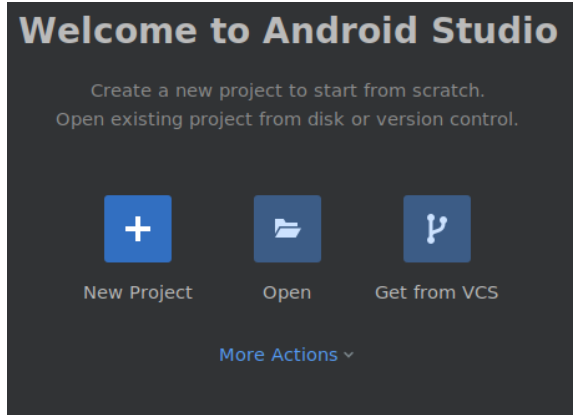 Welcome to Android Studio
Create a new project to start from scratch.
Open existing project from disk or version control.
New Project
Open
Get from VCS
More Actions